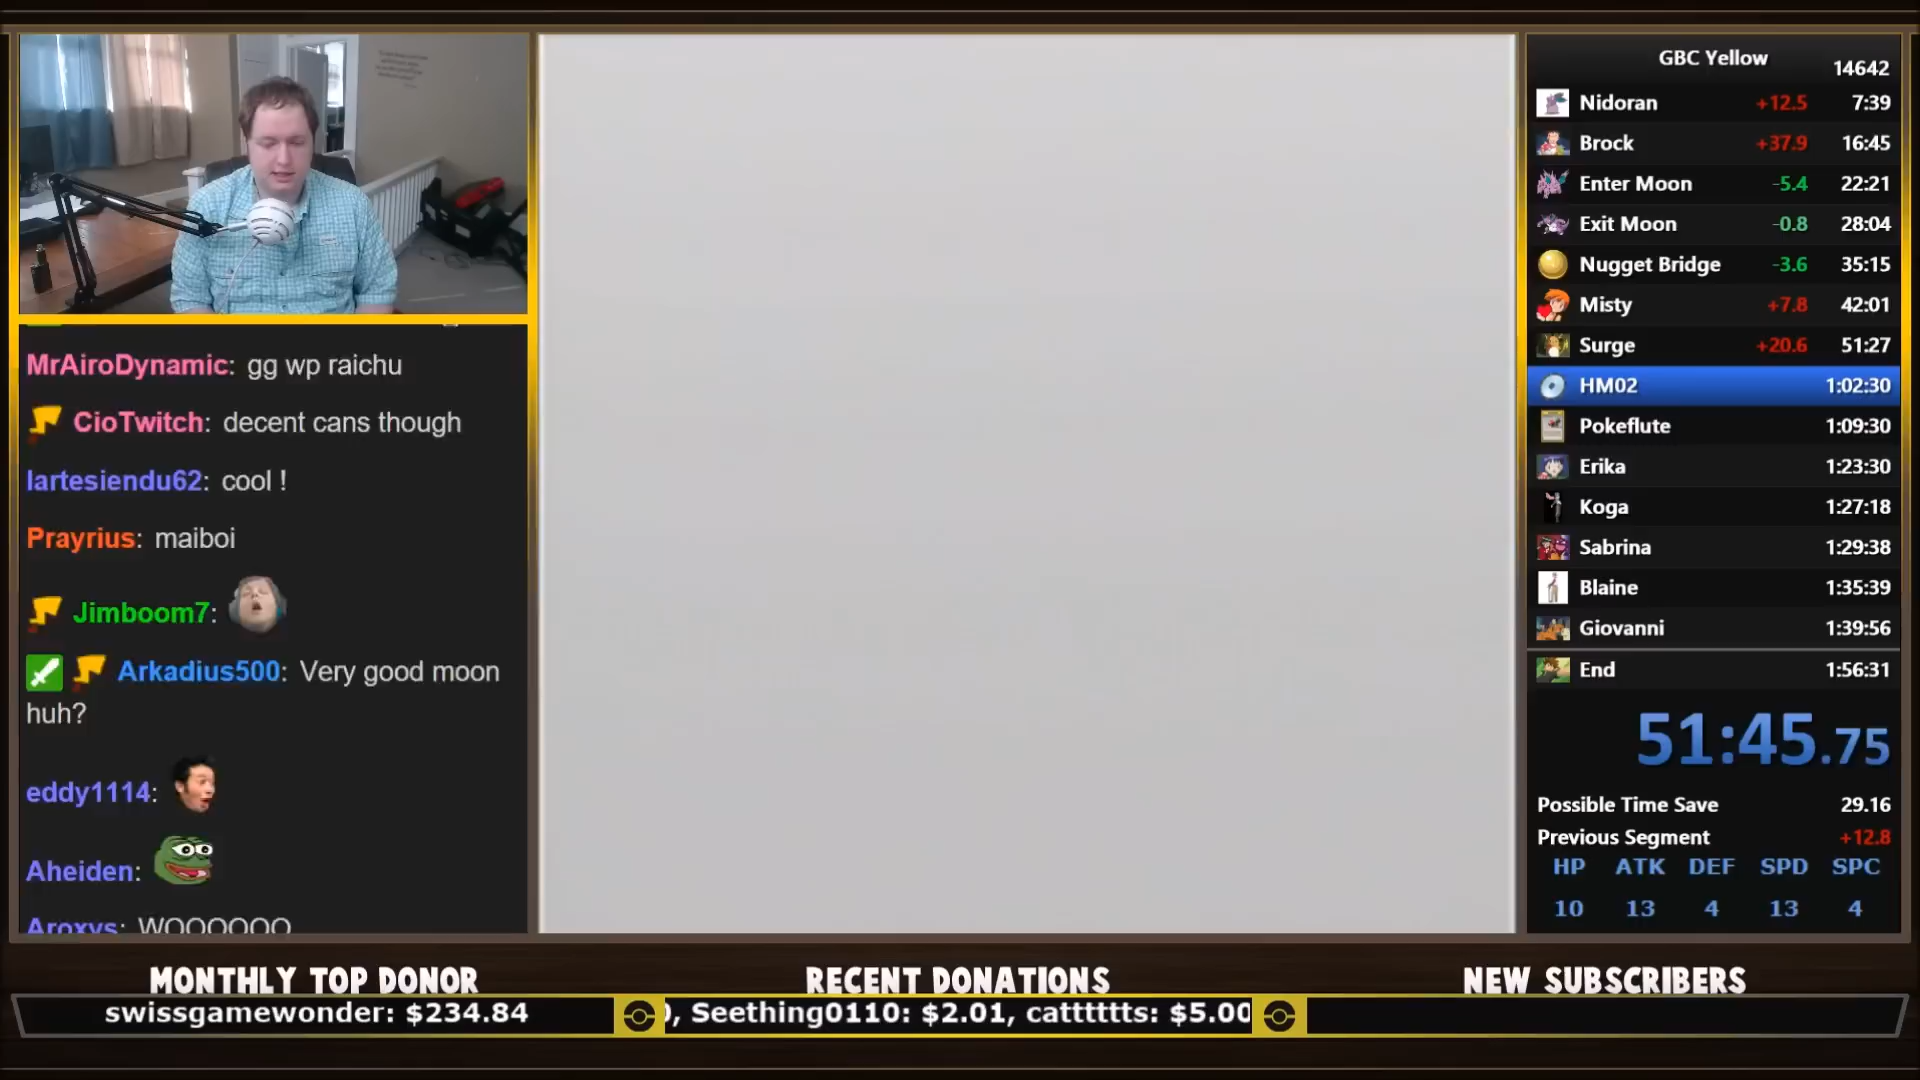 MrAiroDynamic: gg wp raichu
CioTwitch: decent cans though
lartesiendu62: cool !
Prayrius: maiboi
Jimboom7:
Arkadius500: Very good moon
huh?
eddy1114:
Aheiden:
Aroxys: WOOOOOO
GBC Yellow
14642
Nidoran +12.5 7:39
Brock +37.9 16:45
Enter Moon -5.4 22:21
Exit Moon -0.8 28:04
Nugget Bridge -3.6 35:15
Misty +7.8 42:01
Surge +20.6 51:27
HM02 1:02:30
Pokeflute 1:09:30
Erika 1:23:30
Koga 1:27:18
Sabrina 1:29:38
Blaine 1:35:39
Giovanni 1:39:56
End 1:56:31
51:45.75
Possible Time Save 29.16
Previous Segment +12.8
HP ATK DEF SPD SPC
10 13 4 13 4
MONTHLY TOP DONOR
swissgamewonder: $234.84
RECENT DONATIONS
, Seething0110: $2.01, cattttts: $5.00
NEW SUBSCRIBERS